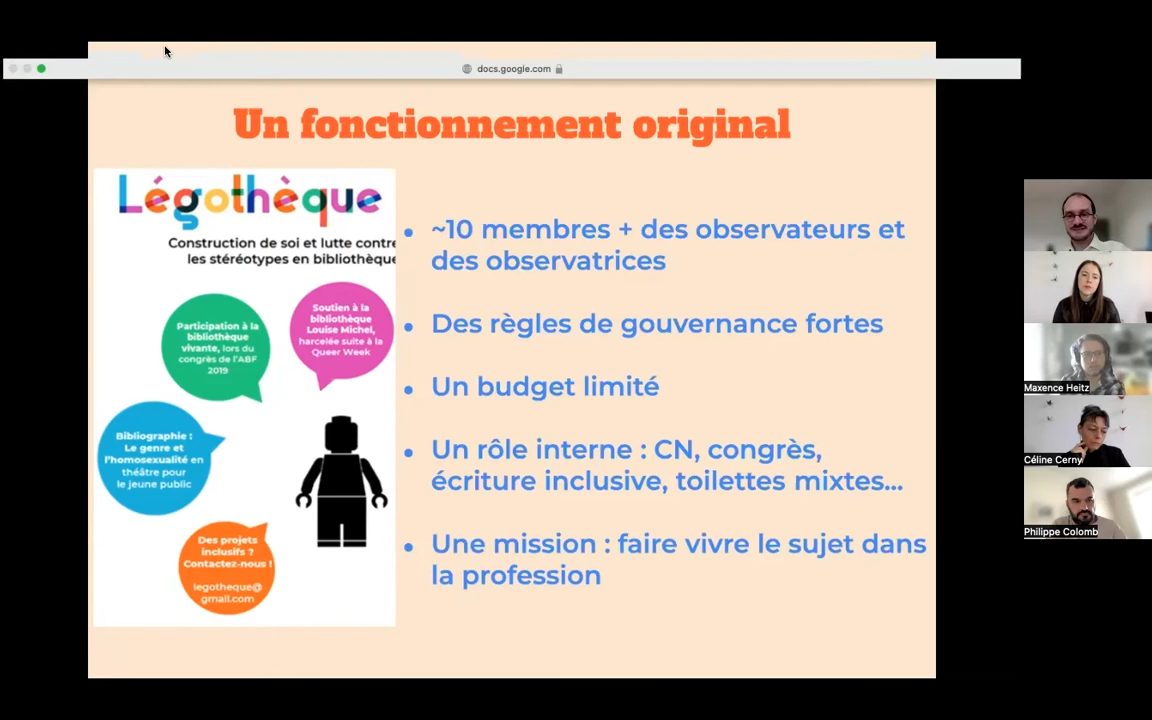 docs.google.com
Un fonctionnement original
Légothèque
Construction de soi et lutte contre
les stéréotypes en bibliothèque
Participation à la
bibliothèque
vivante, lors du
congrès de l'ABF
2019
Soutien à la
bibliothèque
Louise Michel,
harcelée suite à la
Queer Week
Bibliographie :
Le genre et
l'homosexualité en
théâtre pour
le jeune public
Des projets
inclusifs ?
Contactez-nous !
legotheque@
gmail.com
~10 membres + des observateurs et
des observatrices
Des règles de gouvernance fortes
Un budget limité
Un rôle interne : CN, congrès,
écriture inclusive, toilettes mixtes...
Une mission : faire vivre le sujet dans
la profession
Maxence Heitz
Céline Cerny
Philippe Colomb